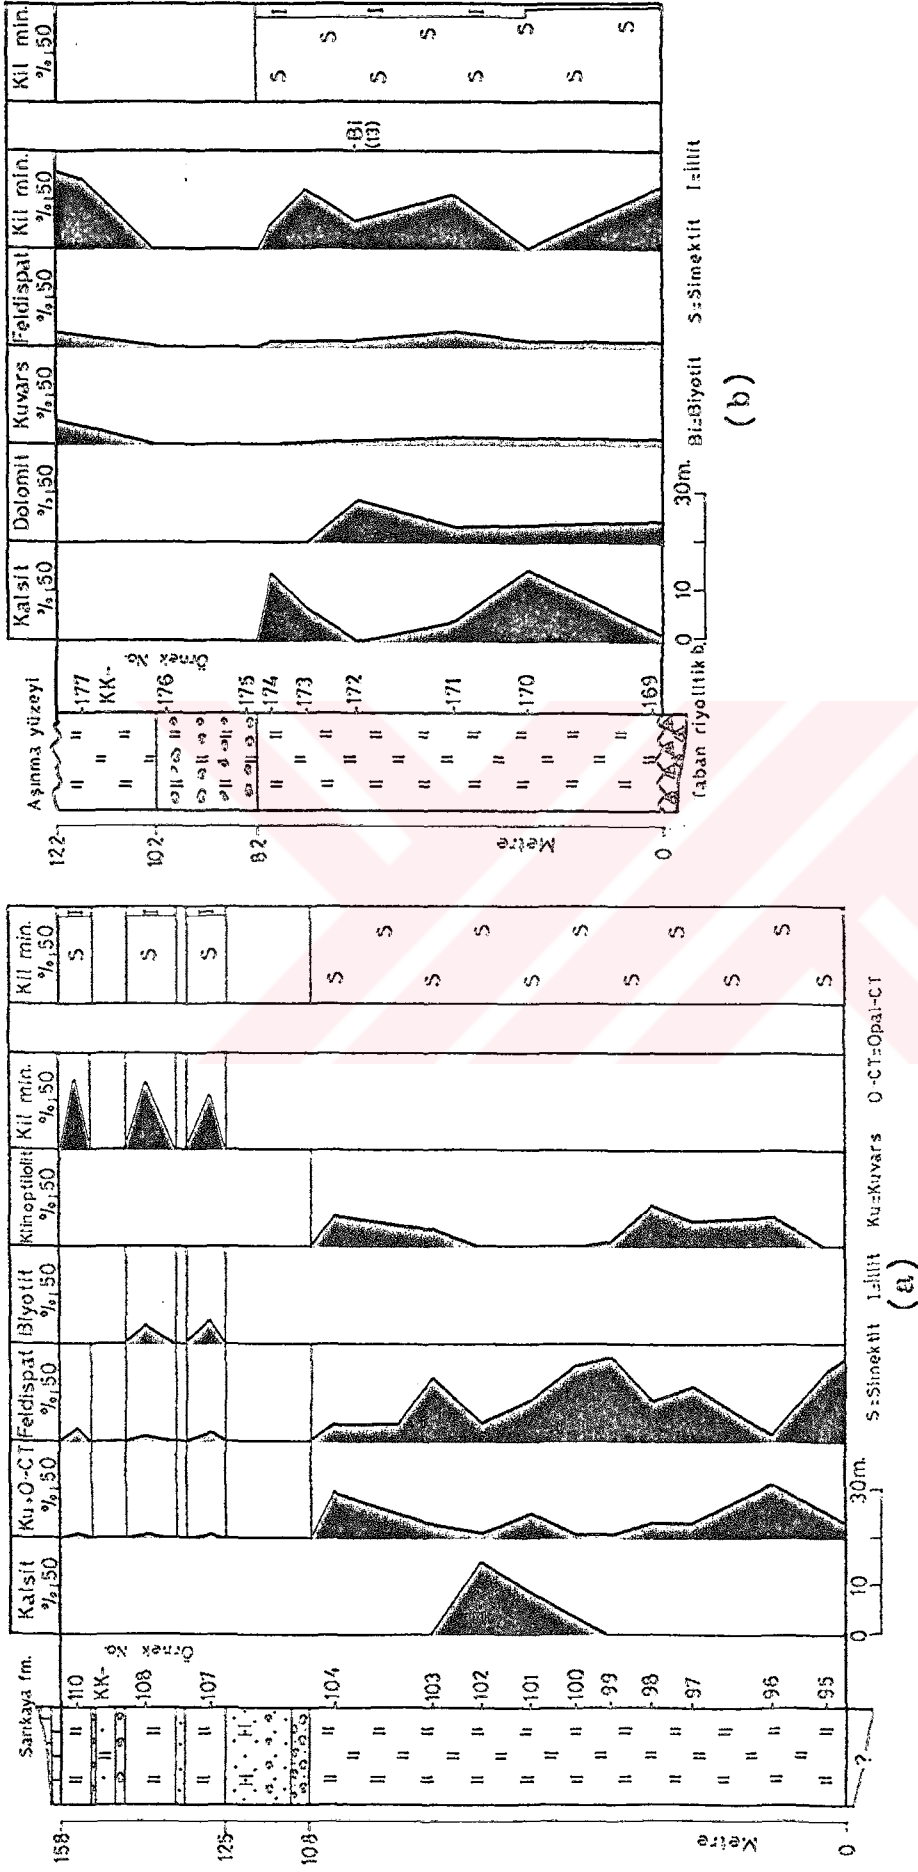 Kalsit
%, 50
Dolomit
%, 50
Kuvars
%, 50
Feldispat
%, 50
Kil min.
%, 50
Kil min.
%, 50
Aşınma yüzeyi
Örnek No.
-177
KK-
-176
-175
-174
-173
-172
-171
-170
-169
122-
102-
82-
Metre
0-
-Bi
(13)
S S S S S S S S
I I
Taban riyolitik b.
0 10 30m.
Bi=Biyotit S=Simektit I=illit
(b)
Sarıkaya fm.
Örnek No.
Kalsit
%, 50
Ku,O-CT
%, 50
Feldispat
%, 50
Biyotit
%, 50
Klinoptilolit
%, 50
Kil min.
%, 50
Kil min.
%, 50
-110
KK-
-108
-107
-104
-103
-102
-101
-100
-99
-98
-97
-96
-95
158-
125-
108-
Metre
0-
?
S I
S I
S I
S S S S S S S S S S S
0 10 30m.
S=Simektit I=illit Ku=Kuvars O-CT=Opal-CT
(a)